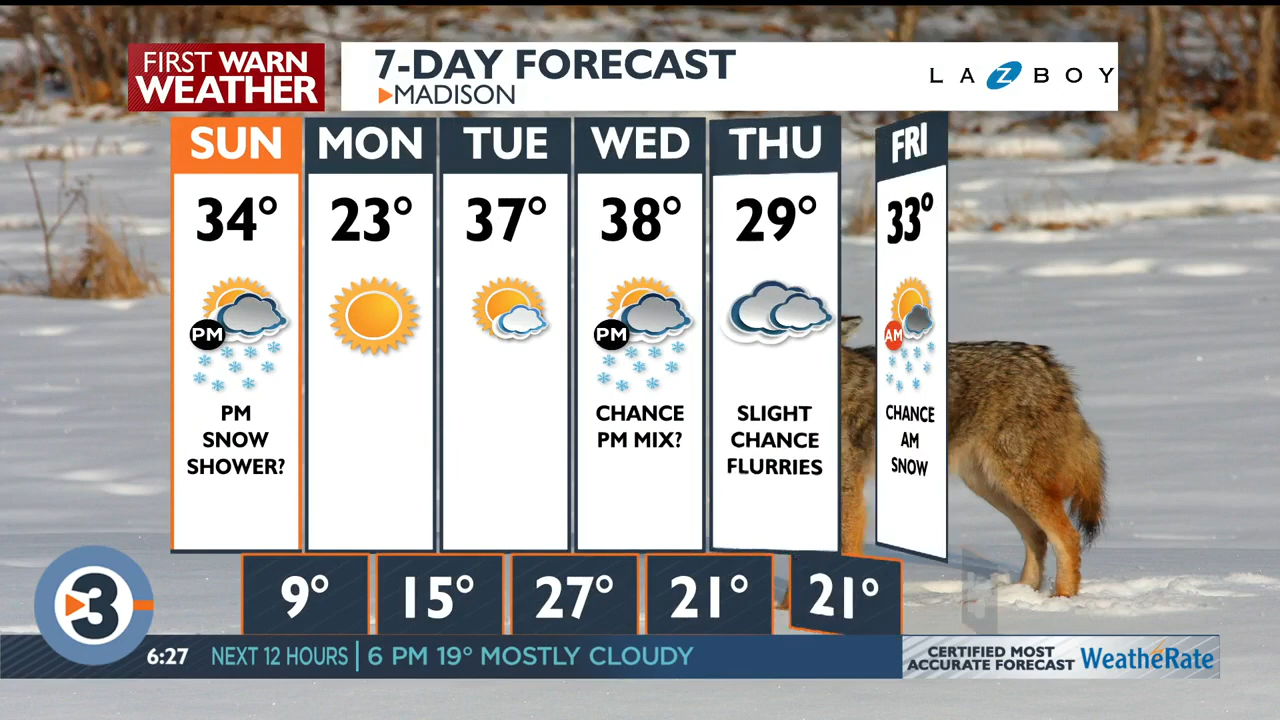 FIRST WARN
WEATHER
7-DAY FORECAST
MADISON
LAZBOY
SUN
MON
TUE
WED
THU
FRI
34°
23°
37°
38°
29°
33°
PM
PM
AM
PM
SNOW
SHOWER?
CHANCE
PM MIX?
SLIGHT
CHANCE
FLURRIES
CHANCE
AM
SNOW
9°
15°
27°
21°
21°
3
6:27
NEXT 12 HOURS
6 PM 19° MOSTLY CLOUDY
CERTIFIED MOST
ACCURATE FORECAST
WeatheRate